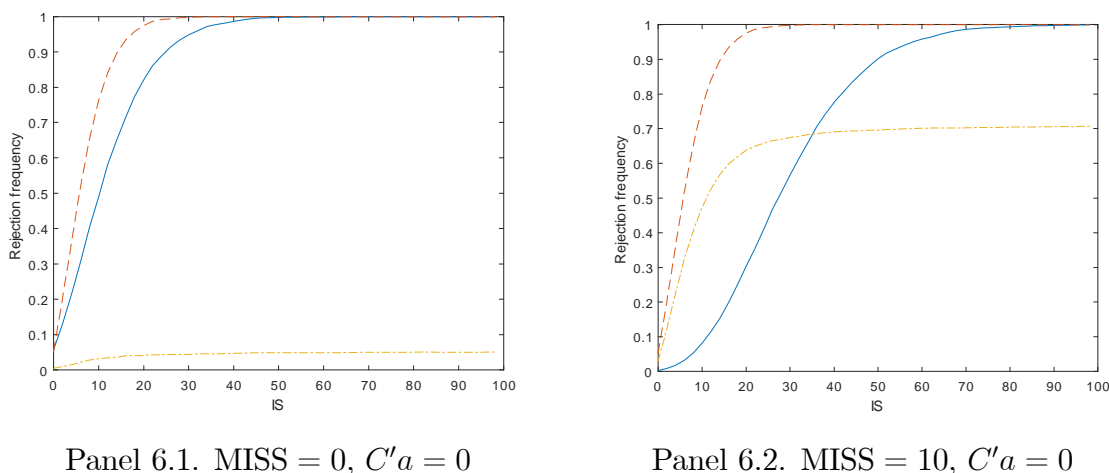 1
0.9
0.8
0.7
0.6
0.5
0.4
0.3
0.2
0.1
0
Rejection frequency
0 10 20 30 40 50 60 70 80 90 100
IS
Panel 6.1. MISS = 0, C′a = 0
1
0.9
0.8
0.7
0.6
0.5
0.4
0.3
0.2
0.1
0
Rejection frequency
0 10 20 30 40 50 60 70 80 90 100
IS
Panel 6.2. MISS = 10, C′a = 0